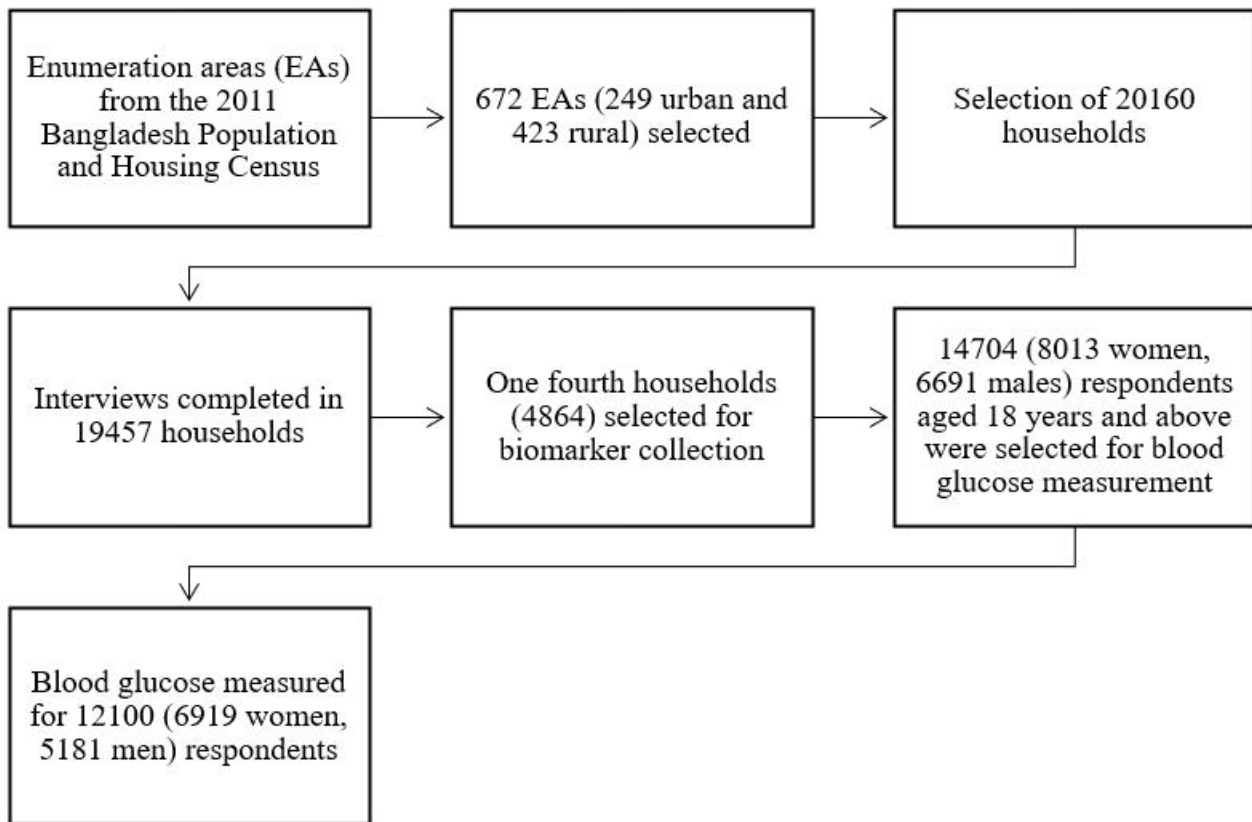 Enumeration areas (EAs)
from the 2011
Bangladesh Population
and Housing Census
672 EAs (249 urban and
423 rural) selected
Selection of 20160
households
Interviews completed in
19457 households
One fourth households
(4864) selected for
biomarker collection
14704 (8013 women,
6691 males) respondents
aged 18 years and above
were selected for blood
glucose measurement
Blood glucose measured
for 12100 (6919 women,
5181 men) respondents